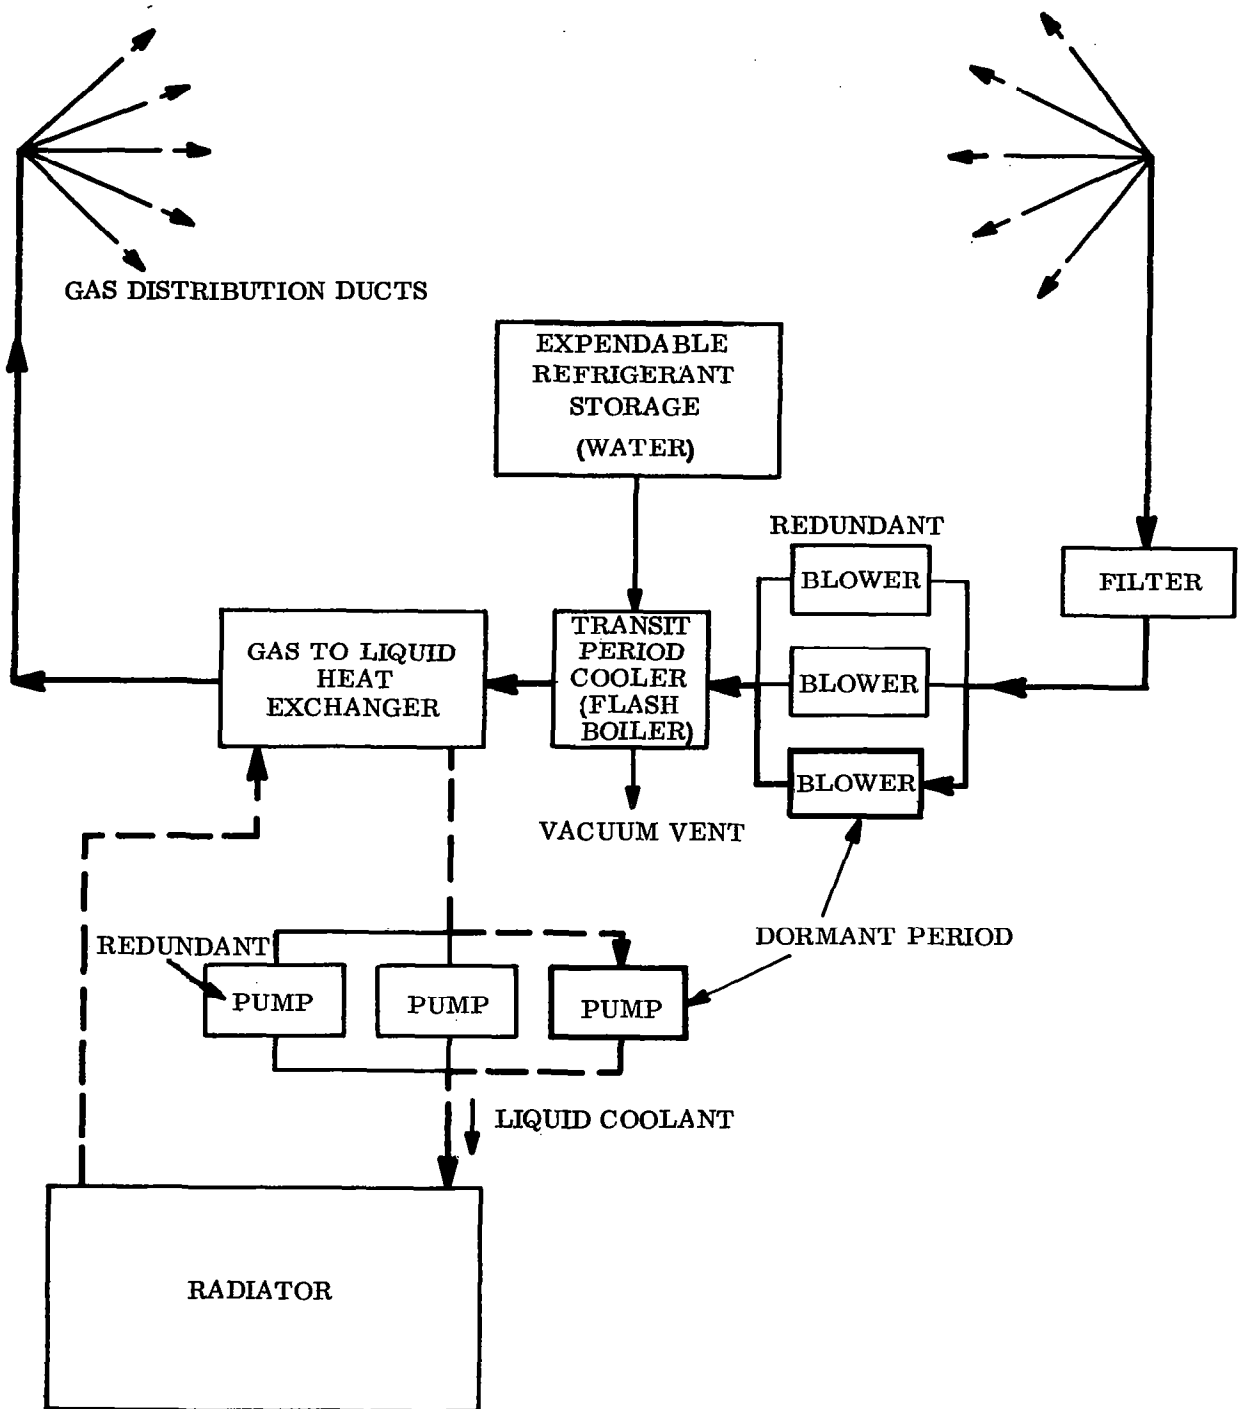 GAS DISTRIBUTION DUCTS
EXPENDABLE
REFRIGERANT
STORAGE
(WATER)
REDUNDANT
BLOWER
FILTER
TRANSIT
PERIOD
COOLER
(FLASH
BOILER)
GAS TO LIQUID
HEAT
EXCHANGER
BLOWER
BLOWER
VACUUM VENT
DORMANT PERIOD
REDUNDANT
PUMP
PUMP
PUMP
LIQUID COOLANT
RADIATOR